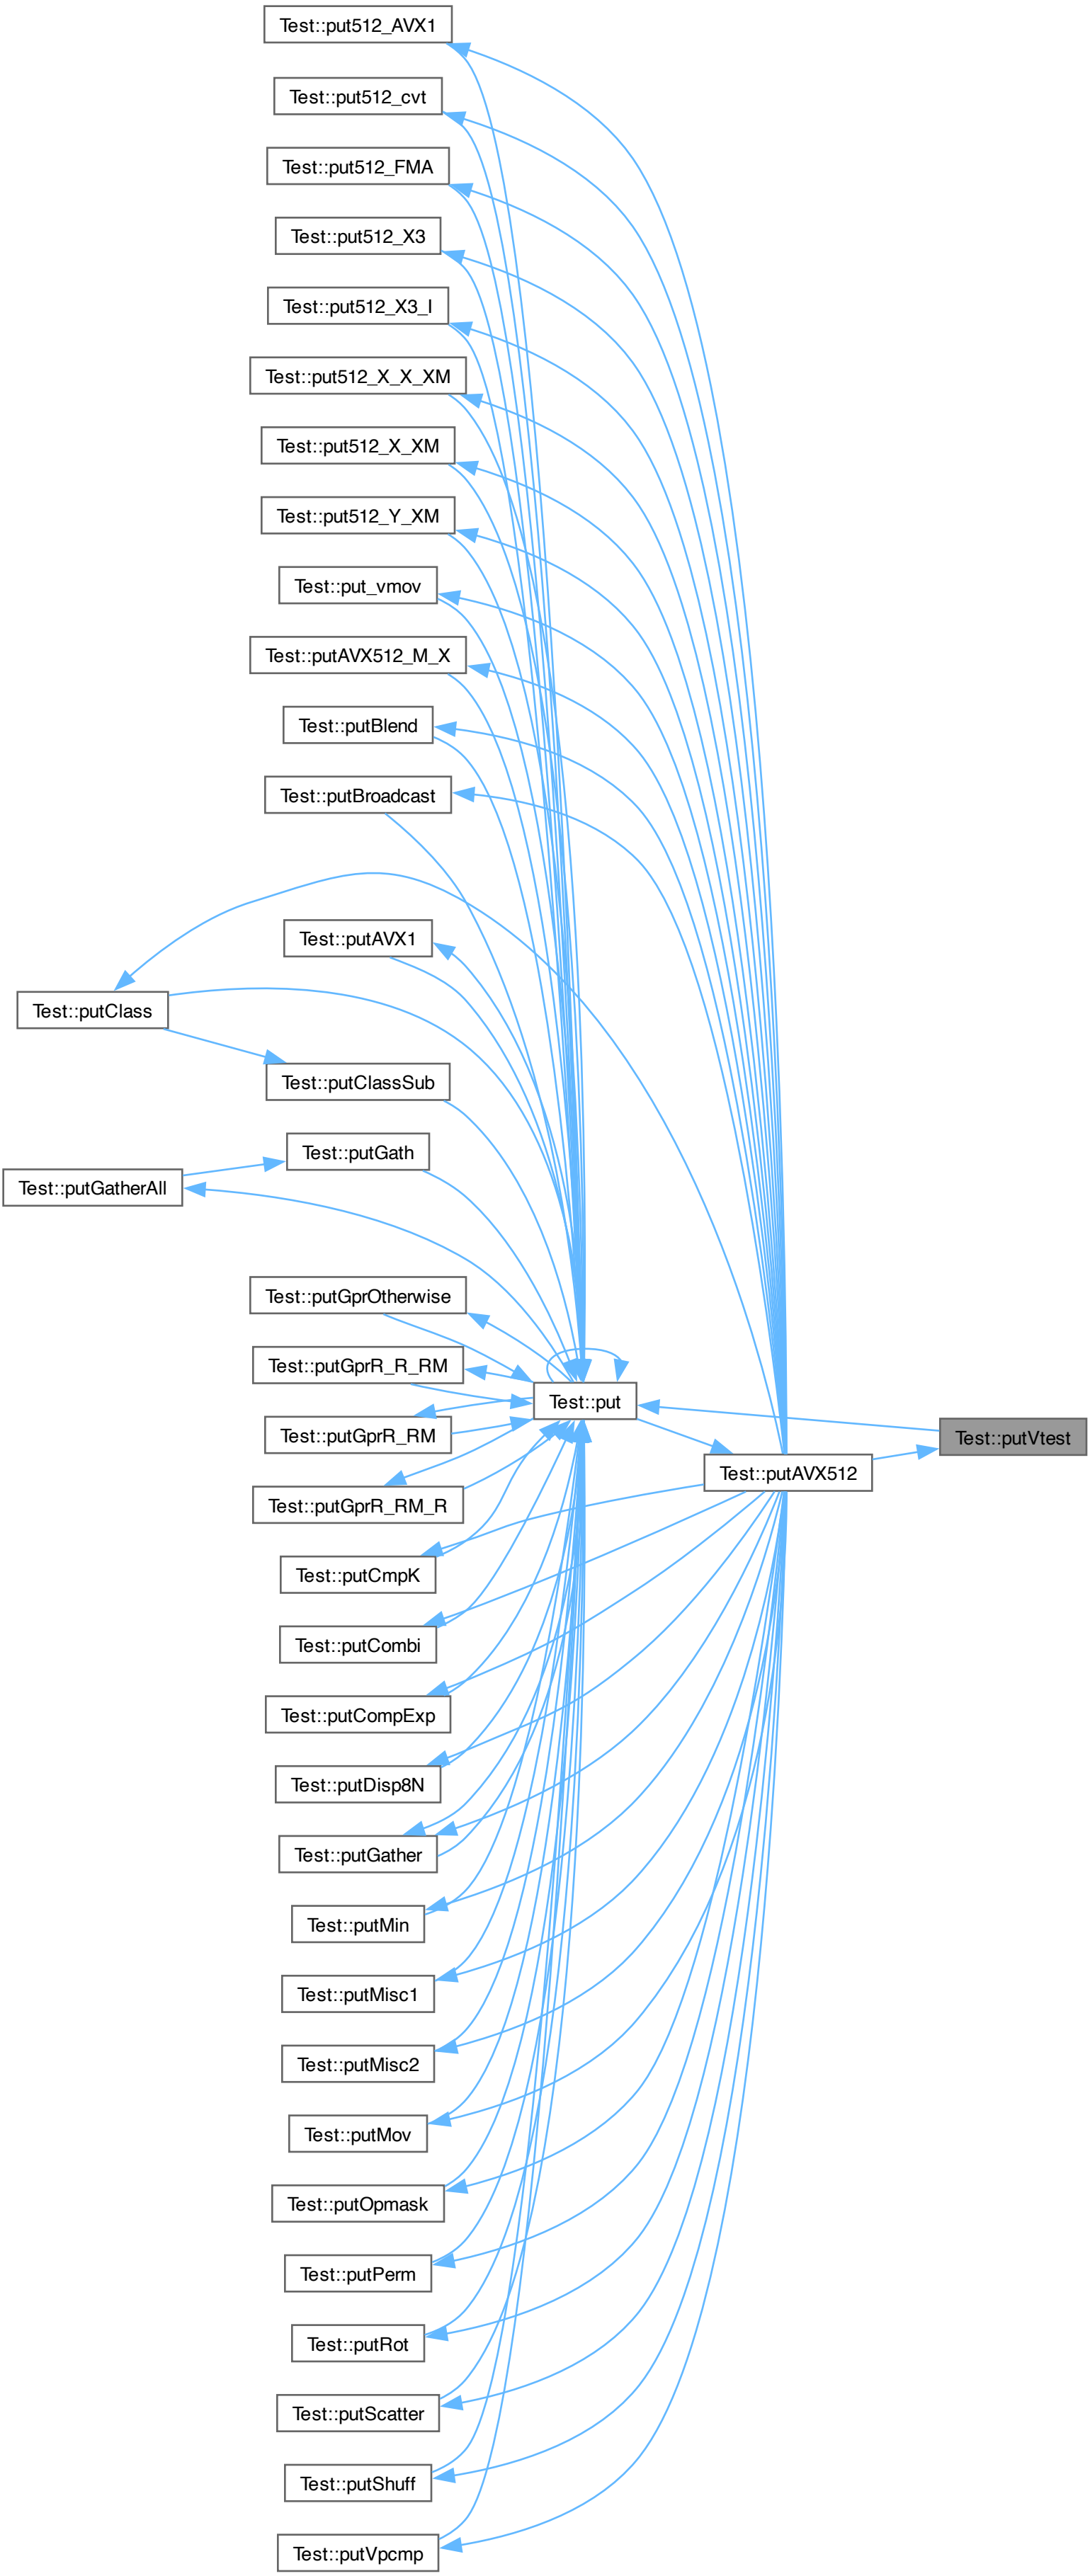 Test::put512_AVX1
Test::put512_cvt
Test::put512_FMA
Test::put512_X3
Test::put512_X3_I
Test::put512_X_X_XM
Test::put512_X_XM
Test::put512_Y_XM
Test::put_vmov
Test::putAVX512_M_X
Test::putBlend
Test::putBroadcast
Test::putAVX1
Test::putClass
Test::putClassSub
Test::putGath
Test::putGatherAll
Test::putGprOtherwise
Test::putGprR_R_RM
Test::put
Test::putGprR_RM
Test::putVtest
Test::putAVX512
Test::putGprR_RM_R
Test::putCmpK
Test::putCombi
Test::putCompExp
Test::putDisp8N
Test::putGather
Test::putMin
Test::putMisc1
Test::putMisc2
Test::putMov
Test::putOpmask
Test::putPerm
Test::putRot
Test::putScatter
Test::putShuff
Test::putVpcmp